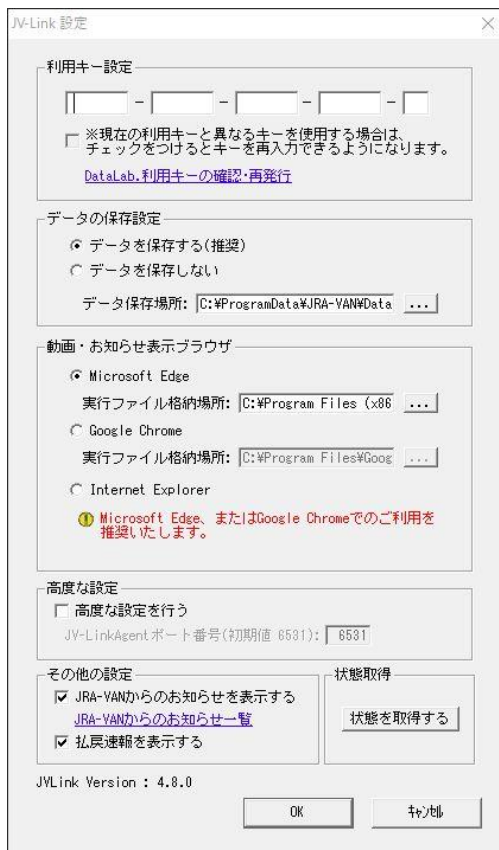 JV-Link 設定
利用キー設定
- - - -
※現在の利用キーと異なるキーを使用する場合は、
チェックをつけるとキーを再入力できるようになります。
DataLab.利用キーの確認・再発行
データの保存設定
データを保存する(推奨)
データを保存しない
データ保存場所: C:¥ProgramData¥JRA-VAN¥Data ...
動画・お知らせ表示ブラウザ
Microsoft Edge
実行ファイル格納場所: C:¥Program Files (x86 ...
Google Chrome
実行ファイル格納場所: C:¥Program Files¥Goog ...
Internet Explorer
Microsoft Edge、またはGoogle Chromeでのご利用を
推奨いたします。
高度な設定
高度な設定を行う
JV-LinkAgentポート番号(初期値 6531): 6531
その他の設定
JRA-VANからのお知らせを表示する
JRA-VANからのお知らせ一覧
払戻速報を表示する
状態取得
状態を取得する
JVLink Version : 4.8.0
OK
ｷｬﾝｾﾙ